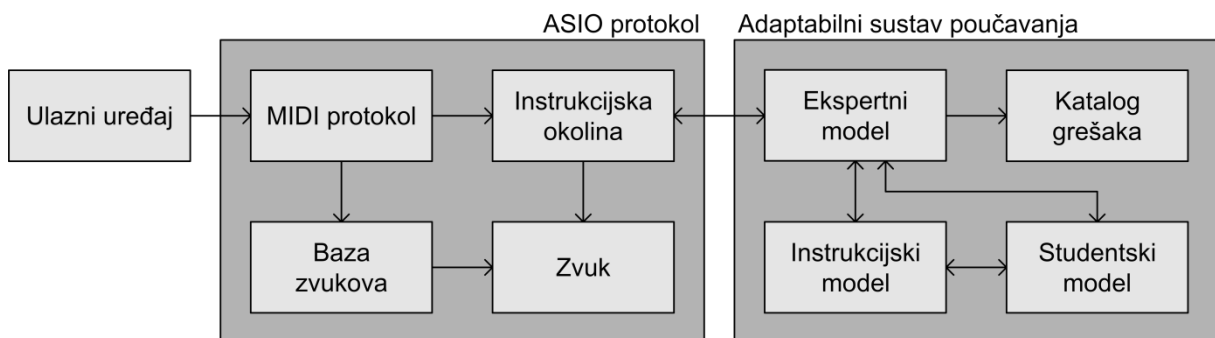 ASIO protokol
Adaptabilni sustav poučavanja
Ulazni uređaj
MIDI protokol
Instrukcijska
okolina
Ekspertni
model
Katalog
grešaka
Baza
zvukova
Zvuk
Instrukcijski
model
Studentski
model